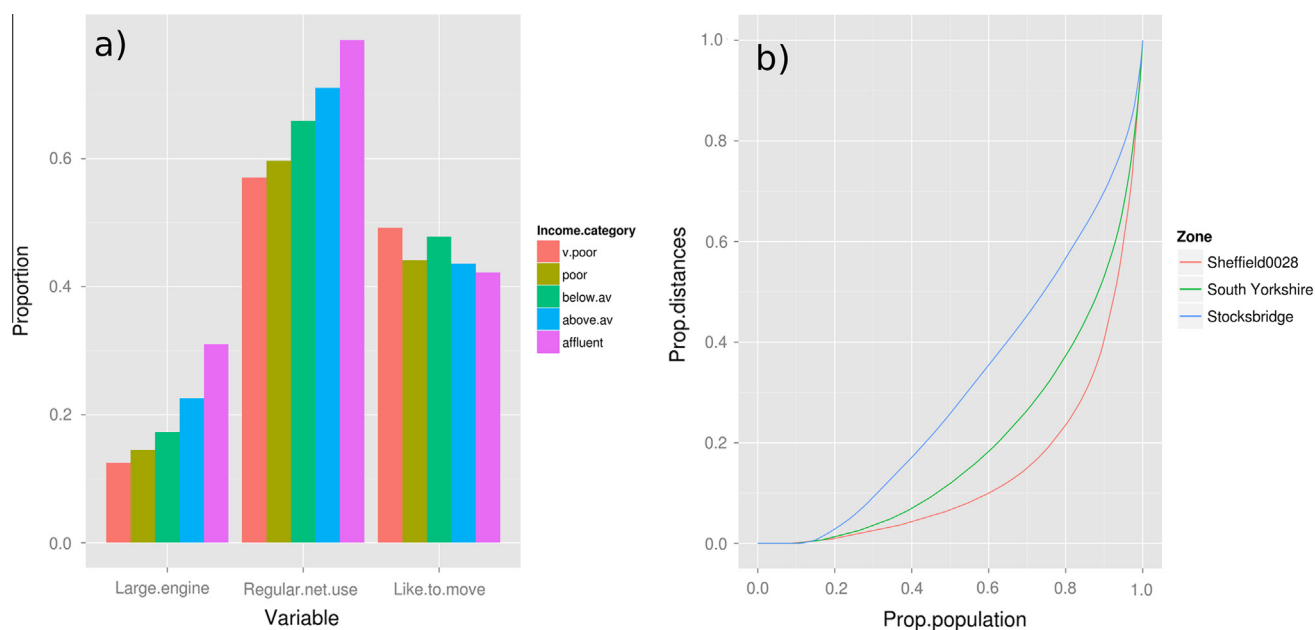 a)
Proportion
0.6
0.4
0.2
0.0
Large.engine
Regular.net.use
Like.to.move
Variable
Income.category
v.poor
poor
below.av
above.av
affluent
b)
Prop.distances
1.0
0.8
0.6
0.4
0.2
0.0
0.0 0.2 0.4 0.6 0.8 1.0
Prop.population
Zone
Sheffield0028
South Yorkshire
Stocksbridge